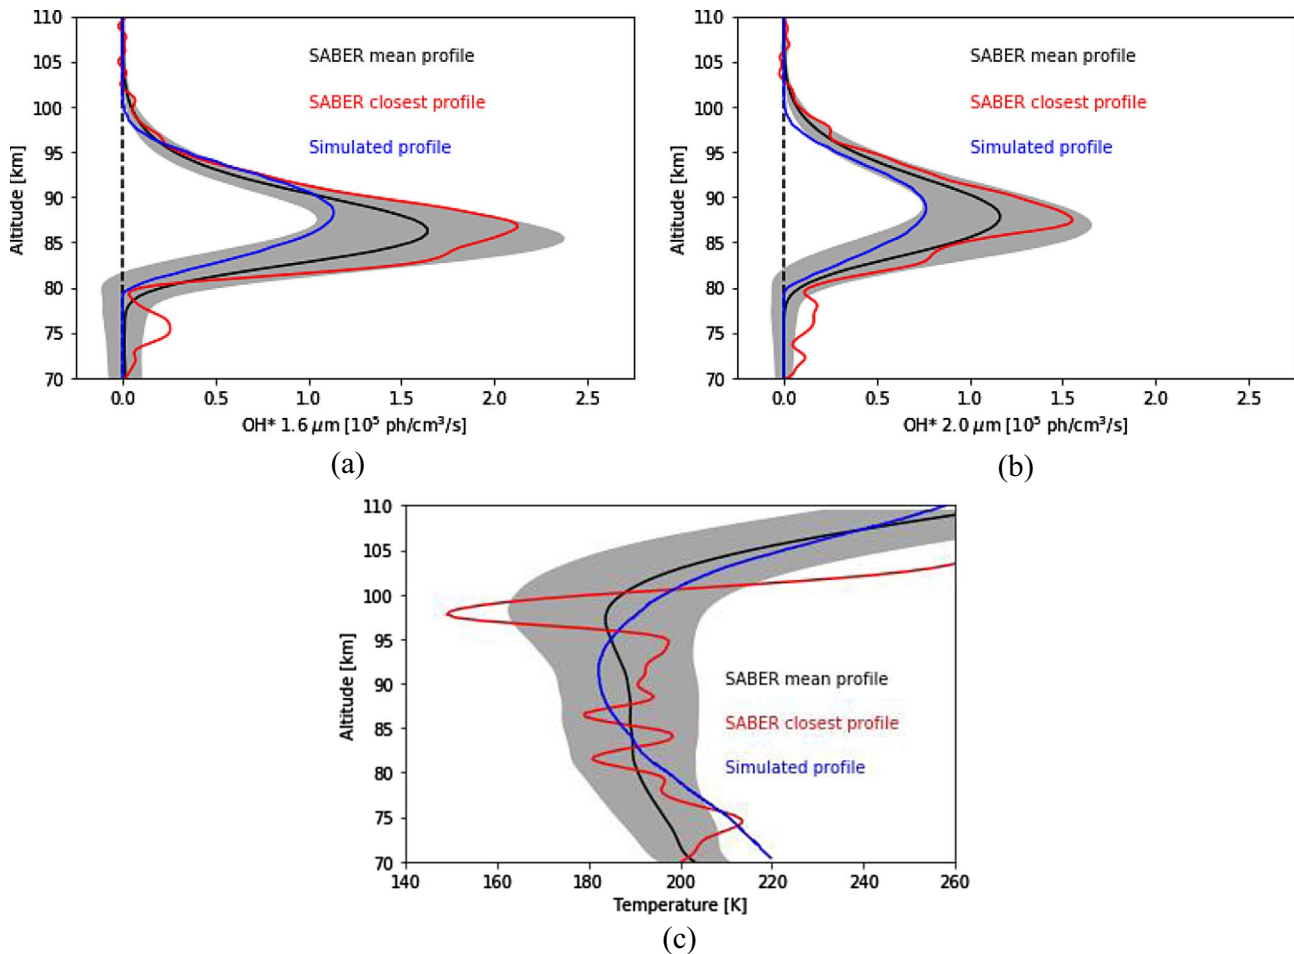 110
105
100
95
90
85
80
75
70
Altitude [km]
SABER mean profile
SABER closest profile
Simulated profile
0.0 0.5 1.0 1.5 2.0 2.5
OH* 1.6 μm [10⁵ ph/cm³/s]
(a)
110
105
100
95
90
85
80
75
70
Altitude [km]
SABER mean profile
SABER closest profile
Simulated profile
0.0 0.5 1.0 1.5 2.0 2.5
OH* 2.0 μm [10⁵ ph/cm³/s]
(b)
110
105
100
95
90
85
80
75
70
Altitude [km]
SABER mean profile
SABER closest profile
Simulated profile
140 160 180 200 220 240 260
Temperature [K]
(c)